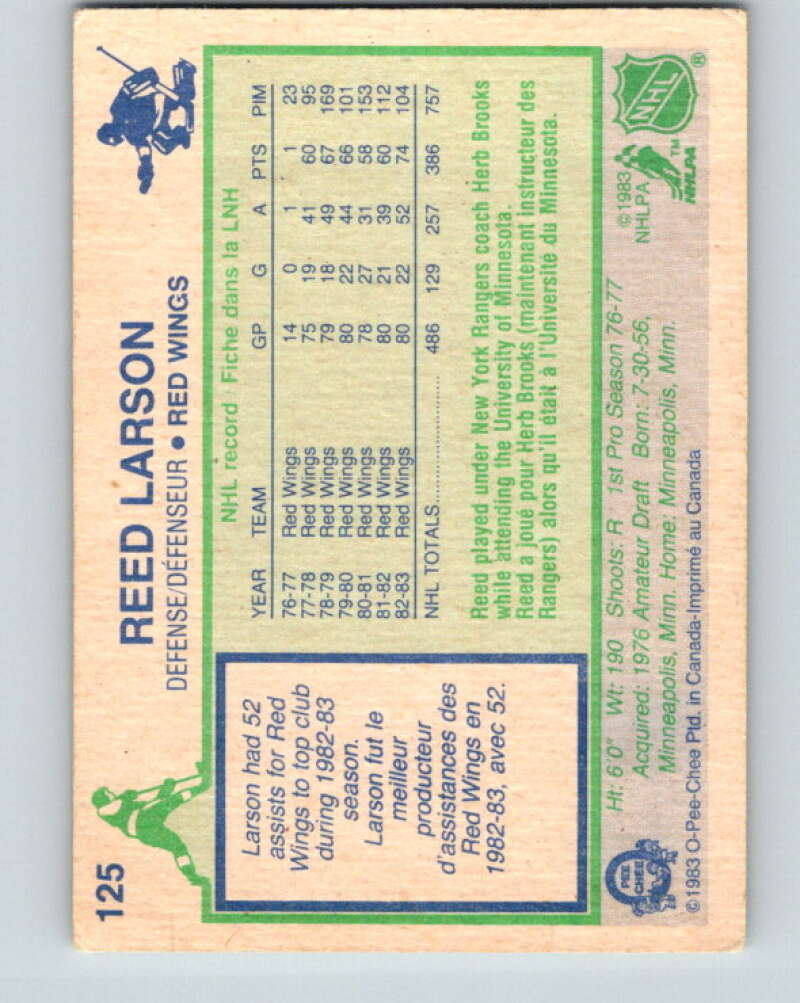 125
REED LARSON
DEFENSE/DÉFENSEUR • RED WINGS
Larson had 52
assists for Red
Wings to top club
during 1982-83
season.
Larson fut le
meilleur
producteur
d'assistances des
Red Wings en
1982-83, avec 52.
NHL record Fiche dans la LNH
YEAR TEAM GP G A PTS PIM
76-77 Red Wings 14 0 1 1 23
77-78 Red Wings 75 19 41 60 95
78-79 Red Wings 79 18 49 67 169
79-80 Red Wings 80 22 44 66 101
80-81 Red Wings 78 27 31 58 153
81-82 Red Wings 80 21 39 60 112
82-83 Red Wings 80 22 52 74 104
NHL TOTALS.................... 486 129 257 386 757
Reed played under New York Rangers coach Herb Brooks
while attending the University of Minnesota.
Reed a joué pour Herb Brooks (maintenant instructeur des
Rangers) alors qu'il était à l'Université du Minnesota.
Ht: 6'0" Wt: 190 Shoots: R 1st Pro Season 76-77
Acquired: 1976 Amateur Draft Born: 7-30-56,
Minneapolis, Minn. Home: Minneapolis, Minn.
© 1983 O-Pee-Chee Ptd. in Canada-Imprimé au Canada
O
PEE
CHEE
NHL
®
© 1983
NHLPA
NHLPA
TM